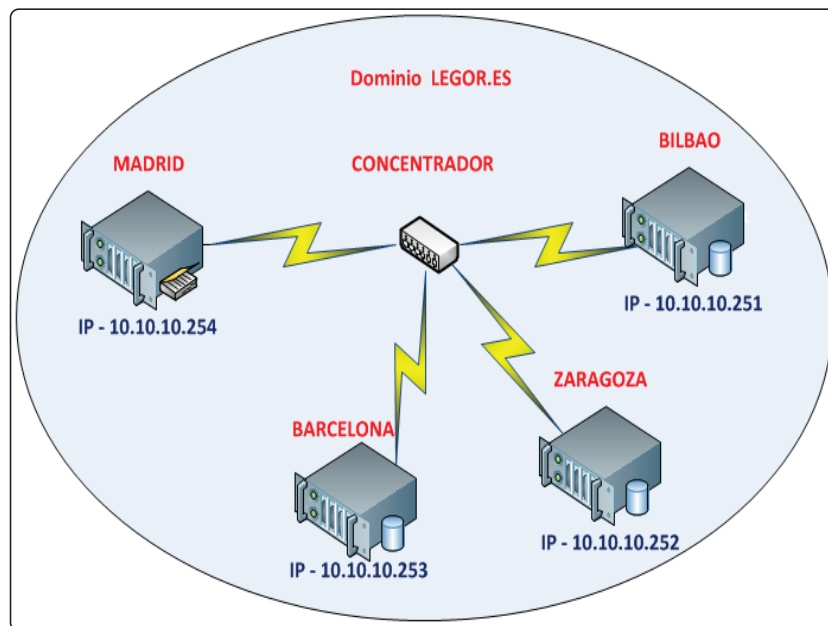 Dominio LEGOR.ES
MADRID
CONCENTRADOR
BILBAO
IP - 10.10.10.254
IP - 10.10.10.251
BARCELONA
ZARAGOZA
IP - 10.10.10.253
IP - 10.10.10.252